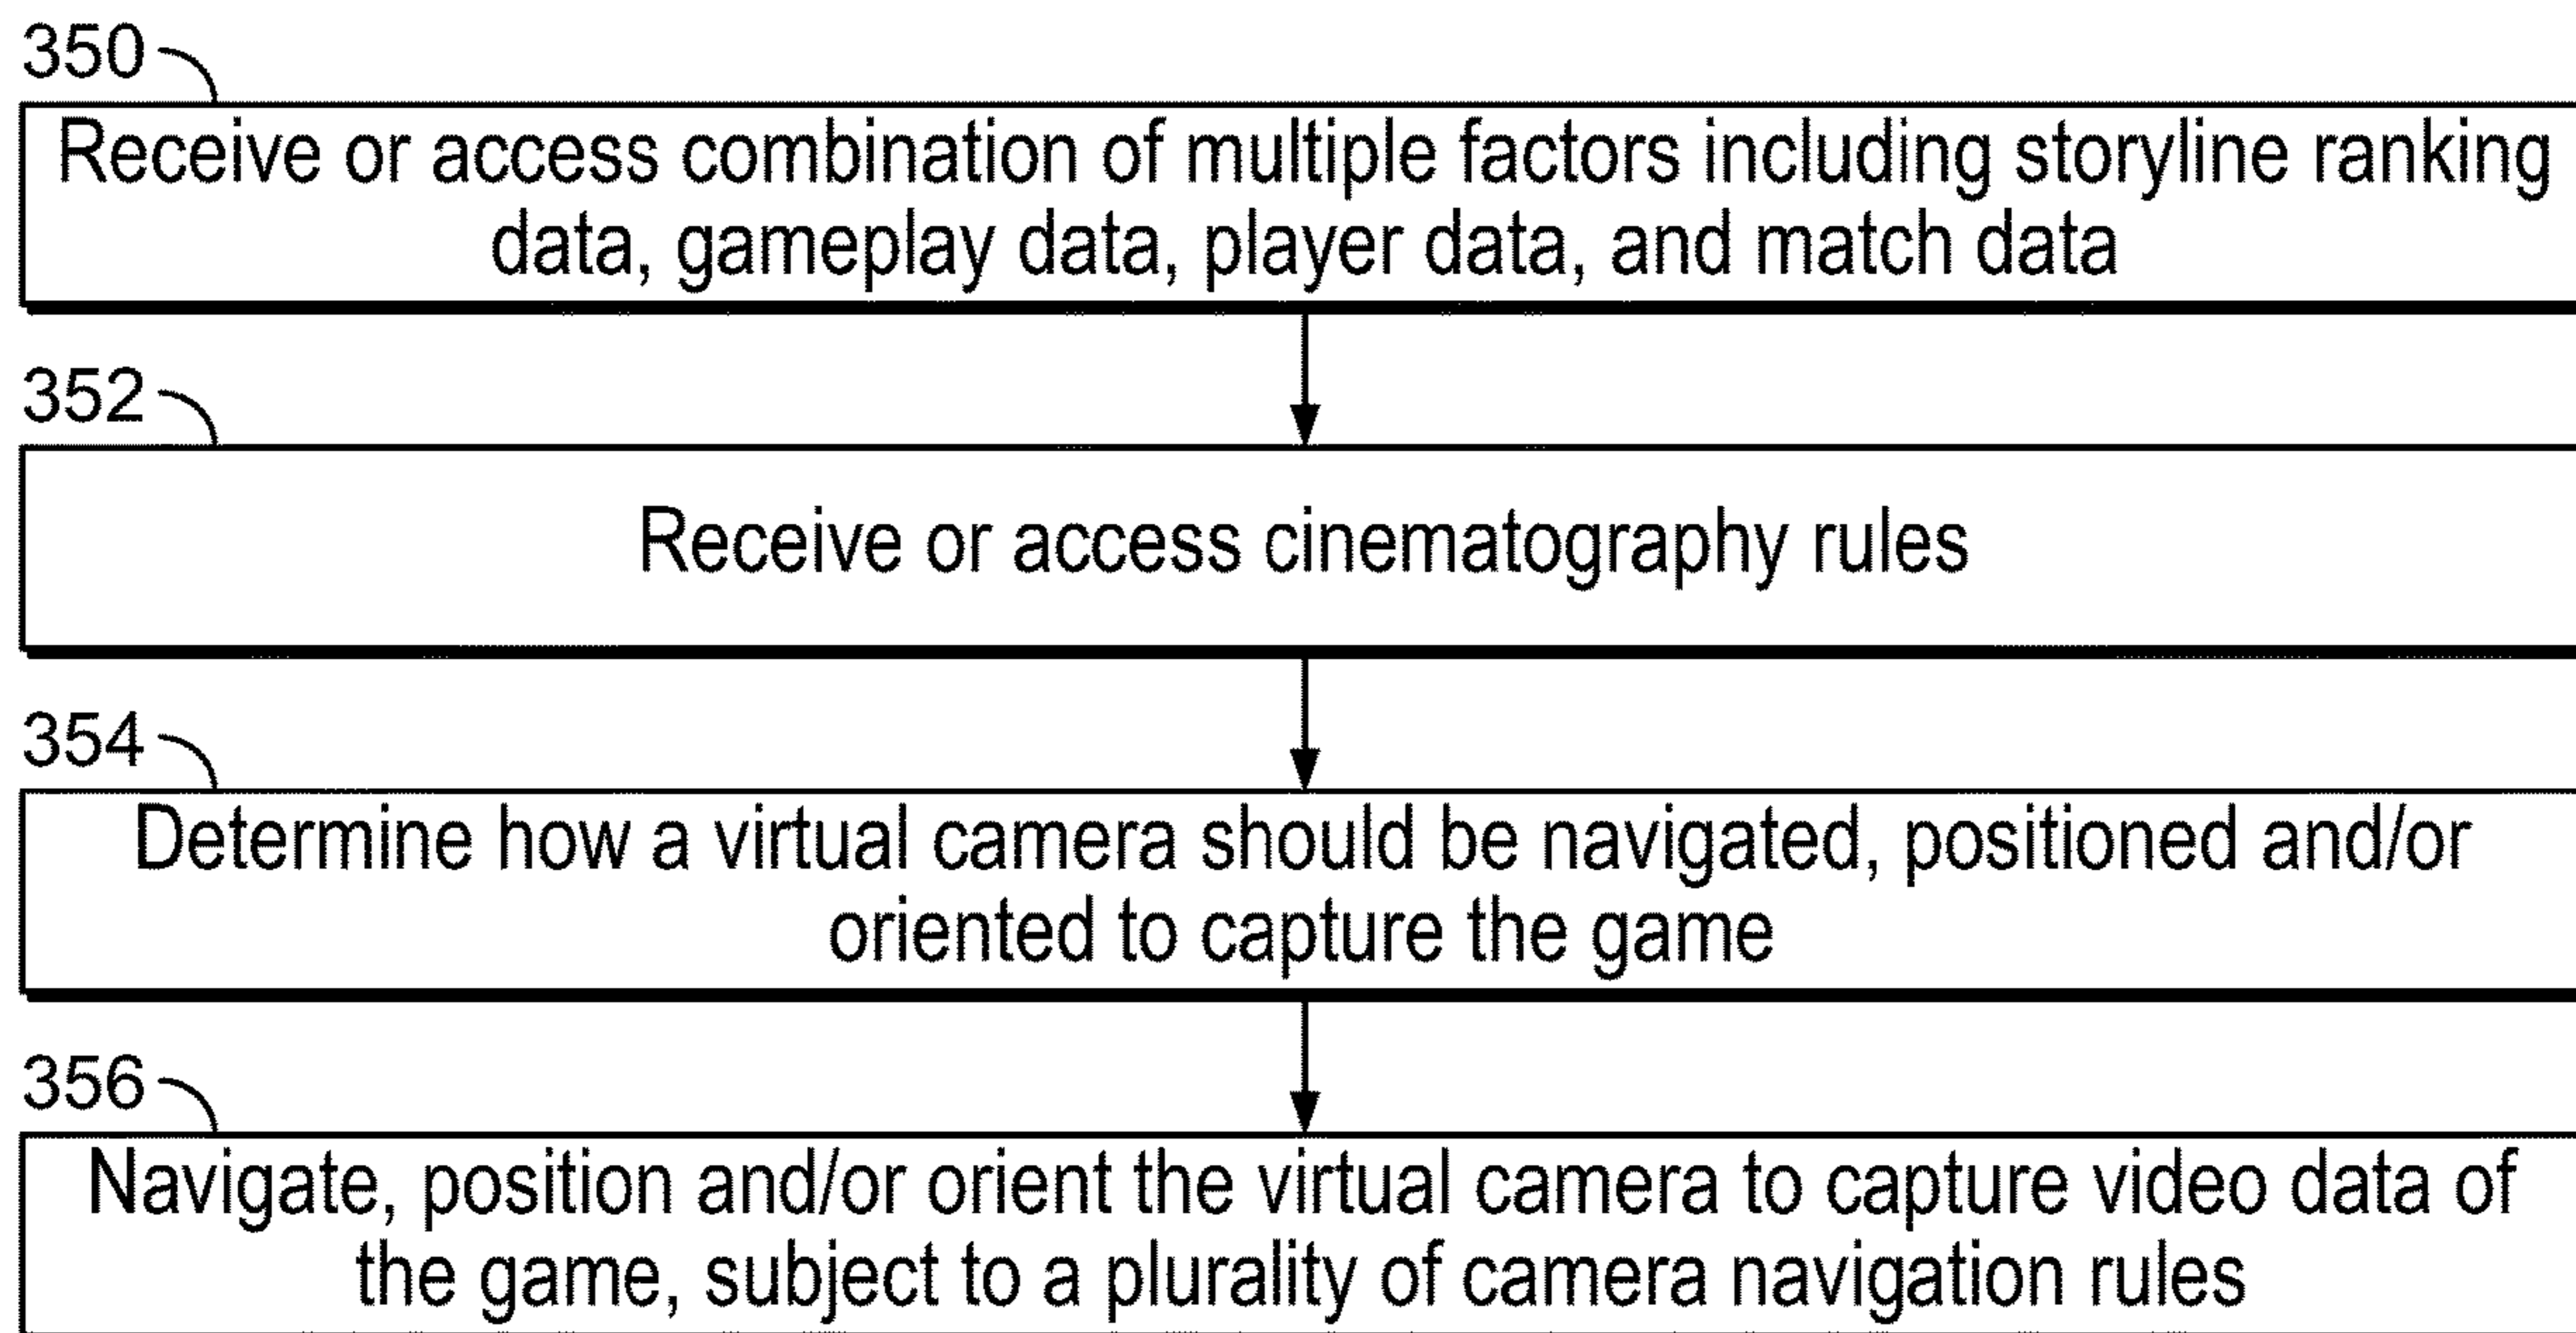 350
Receive or access combination of multiple factors including storyline ranking
data, gameplay data, player data, and match data
352
Receive or access cinematography rules
354
Determine how a virtual camera should be navigated, positioned and/or
oriented to capture the game
356
Navigate, position and/or orient the virtual camera to capture video data of
the game, subject to a plurality of camera navigation rules